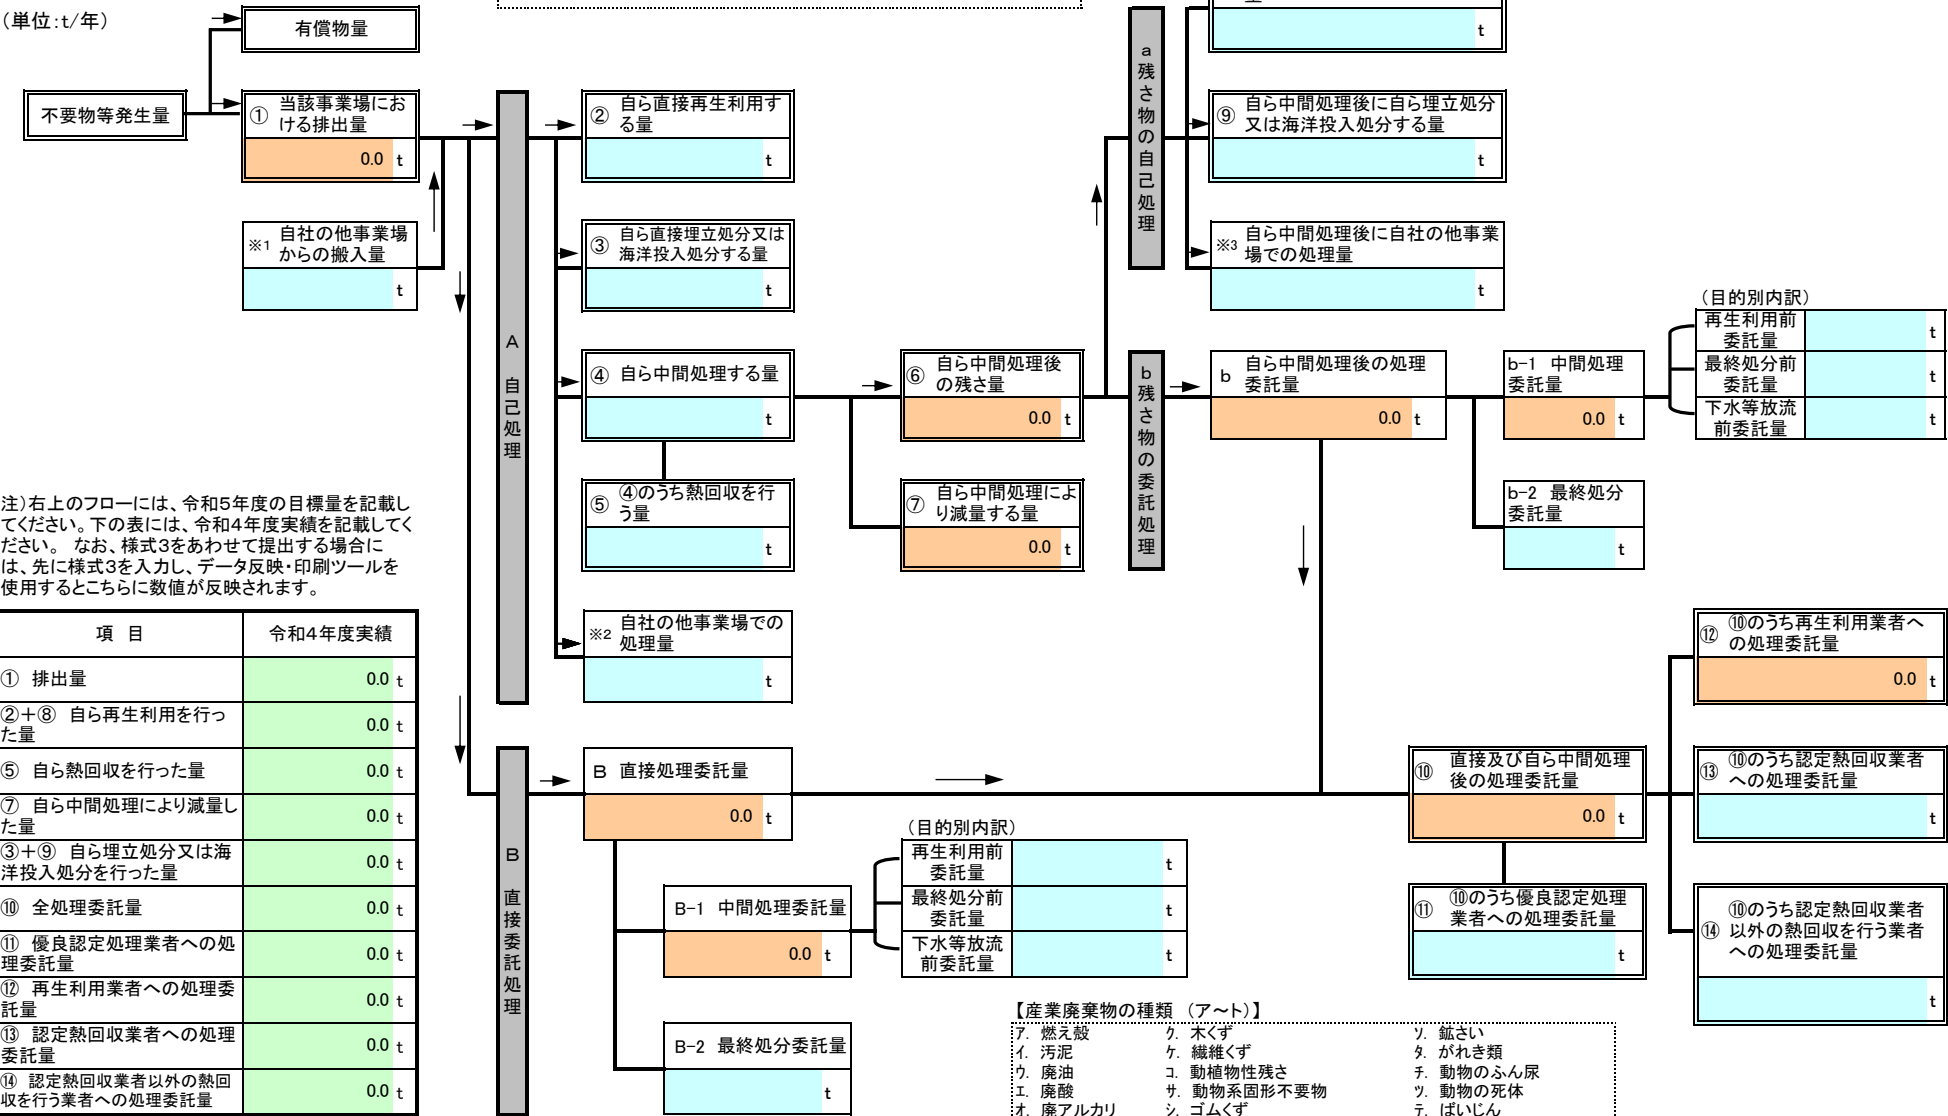 (単位:t/年)
有償物量
不要物等発生量
① 当該事業場にお
ける排出量
0.0 t
※1 自社の他事業場
からの搬入量
t
A 自己処理
② 自ら直接再生利用す
る量
t
③ 自ら直接埋立処分又は
海洋投入処分する量
t
④ 自ら中間処理する量
t
⑤ ④のうち熱回収を行
う量
t
※2 自社の他事業場での
処理量
t
⑥ 自ら中間処理後
の残さ量
0.0 t
⑦ 自ら中間処理によ
り減量する量
0.0 t
a 残さ物の自己処理
t
⑨ 自ら中間処理後に自ら埋立処分
又は海洋投入処分する量
t
※3 自ら中間処理後に自社の他事業
場での処理量
t
b 残さ物の委託処理
b 自ら中間処理後の処理
委託量
0.0 t
b-1 中間処理
委託量
0.0 t
b-2 最終処分
委託量
t
(目的別内訳)
再生利用前
委託量 t
最終処分前
委託量 t
下水等放流
前委託量 t
注)右上のフローには、令和5年度の目標量を記載し
てください。下の表には、令和4年度実績を記載してく
ださい。 なお、様式3をあわせて提出する場合に
は、先に様式3を入力し、データ反映・印刷ツールを
使用するとこちらに数値が反映されます。
項 目 令和4年度実績
① 排出量 0.0 t
②+⑧ 自ら再生利用を行っ
た量 0.0 t
⑤ 自ら熱回収を行った量 0.0 t
⑦ 自ら中間処理により減量し
た量 0.0 t
③+⑨ 自ら埋立処分又は海
洋投入処分を行った量 0.0 t
⑩ 全処理委託量 0.0 t
⑪ 優良認定処理業者への処
理委託量 0.0 t
⑫ 再生利用業者への処理委
託量 0.0 t
⑬ 認定熱回収業者への処理
委託量 0.0 t
⑭ 認定熱回収業者以外の熱回
収を行う業者への処理委託量 0.0 t
B 直接委託処理
B 直接処理委託量
0.0 t
B-1 中間処理委託量
0.0 t
B-2 最終処分委託量
t
(目的別内訳)
再生利用前
委託量 t
最終処分前
委託量 t
下水等放流
前委託量 t
⑩ 直接及び自ら中間処理
後の処理委託量
0.0 t
⑪ ⑩のうち優良認定処理
業者への処理委託量
t
⑫ ⑩のうち再生利用業者へ
の処理委託量
0.0 t
⑬ ⑩のうち認定熱回収業者
への処理委託量
t
⑭ ⑩のうち認定熱回収業者
以外の熱回収を行う業者
への処理委託量
t
【産業廃棄物の種類 (ア〜ト)】
ア. 燃え殻 ク. 木くず ソ. 鉱さい
イ. 汚泥 ケ. 繊維くず タ. がれき類
ウ. 廃油 コ. 動植物性残さ チ. 動物のふん尿
エ. 廃酸 サ. 動物系固形不要物 ツ. 動物の死体
オ. 廃アルカリ シ. ゴムくず テ. ばいじん